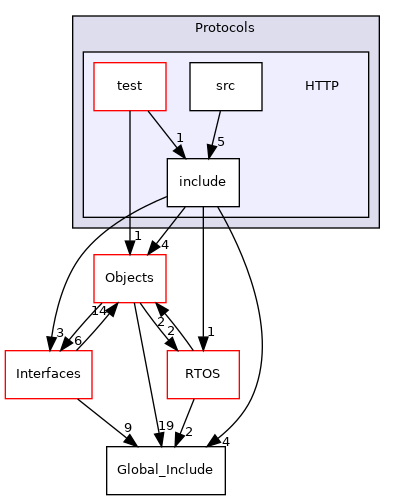 Protocols
test
src
HTTP
1
5
include
1
4
Objects
14
3
6
2
2
1
Interfaces
RTOS
9
19
2
4
Global_Include